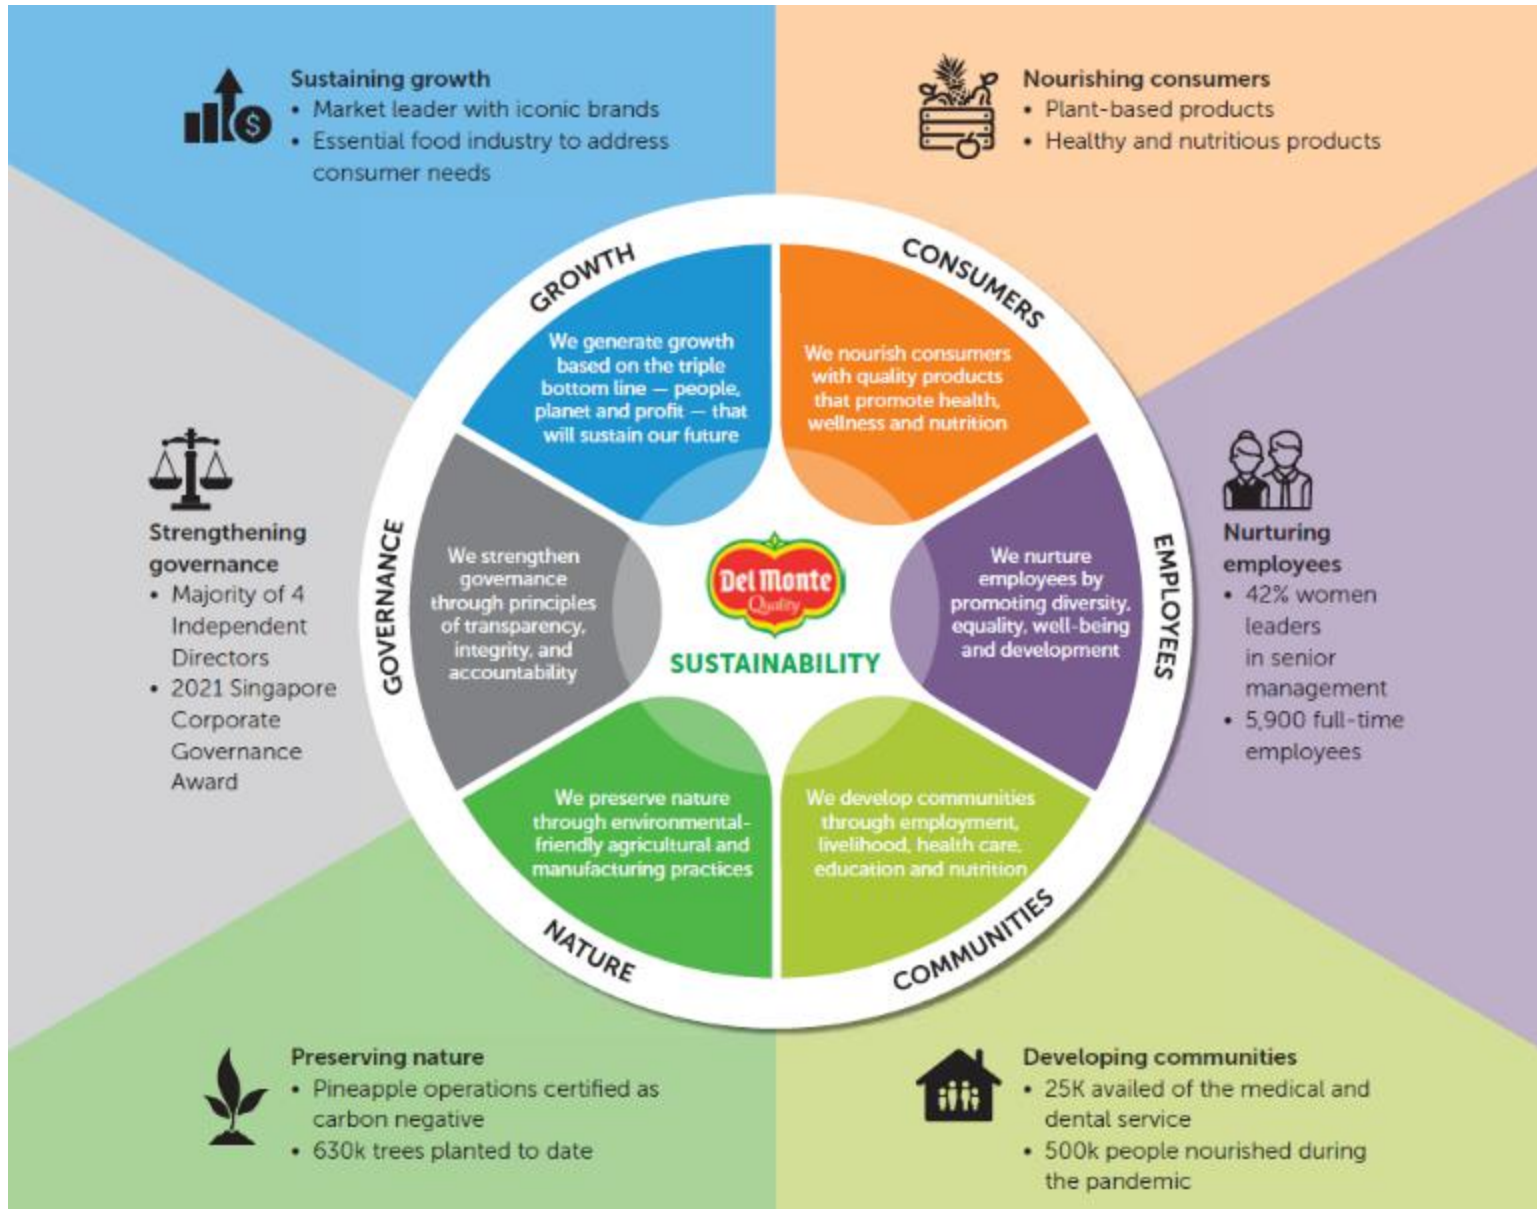 Sustaining growth
• Market leader with iconic brands
• Essential food industry to address
consumer needs
Nourishing consumers
• Plant-based products
• Healthy and nutritious products
GROWTH
We generate growth
based on the triple
bottom line — people,
planet and profit — that
will sustain our future
CONSUMERS
We nourish consumers
with quality products
that promote health,
wellness and nutrition
Strengthening
governance
• Majority of 4
Independent
Directors
• 2021 Singapore
Corporate
Governance
Award
GOVERNANCE
We strengthen
governance
through principles
of transparency,
integrity, and
accountability
Del Monte
Quality
SUSTAINABILITY
We nurture
employees by
promoting diversity,
equality, well-being
and development
EMPLOYEES
Nurturing
employees
• 42% women
leaders
in senior
management
• 5,900 full-time
employees
We preserve nature
through environmental-
friendly agricultural and
manufacturing practices
NATURE
We develop communities
through employment,
livelihood, health care,
education and nutrition
COMMUNITIES
Preserving nature
• Pineapple operations certified as
carbon negative
• 630k trees planted to date
Developing communities
• 25K availed of the medical and
dental service
• 500k people nourished during
the pandemic